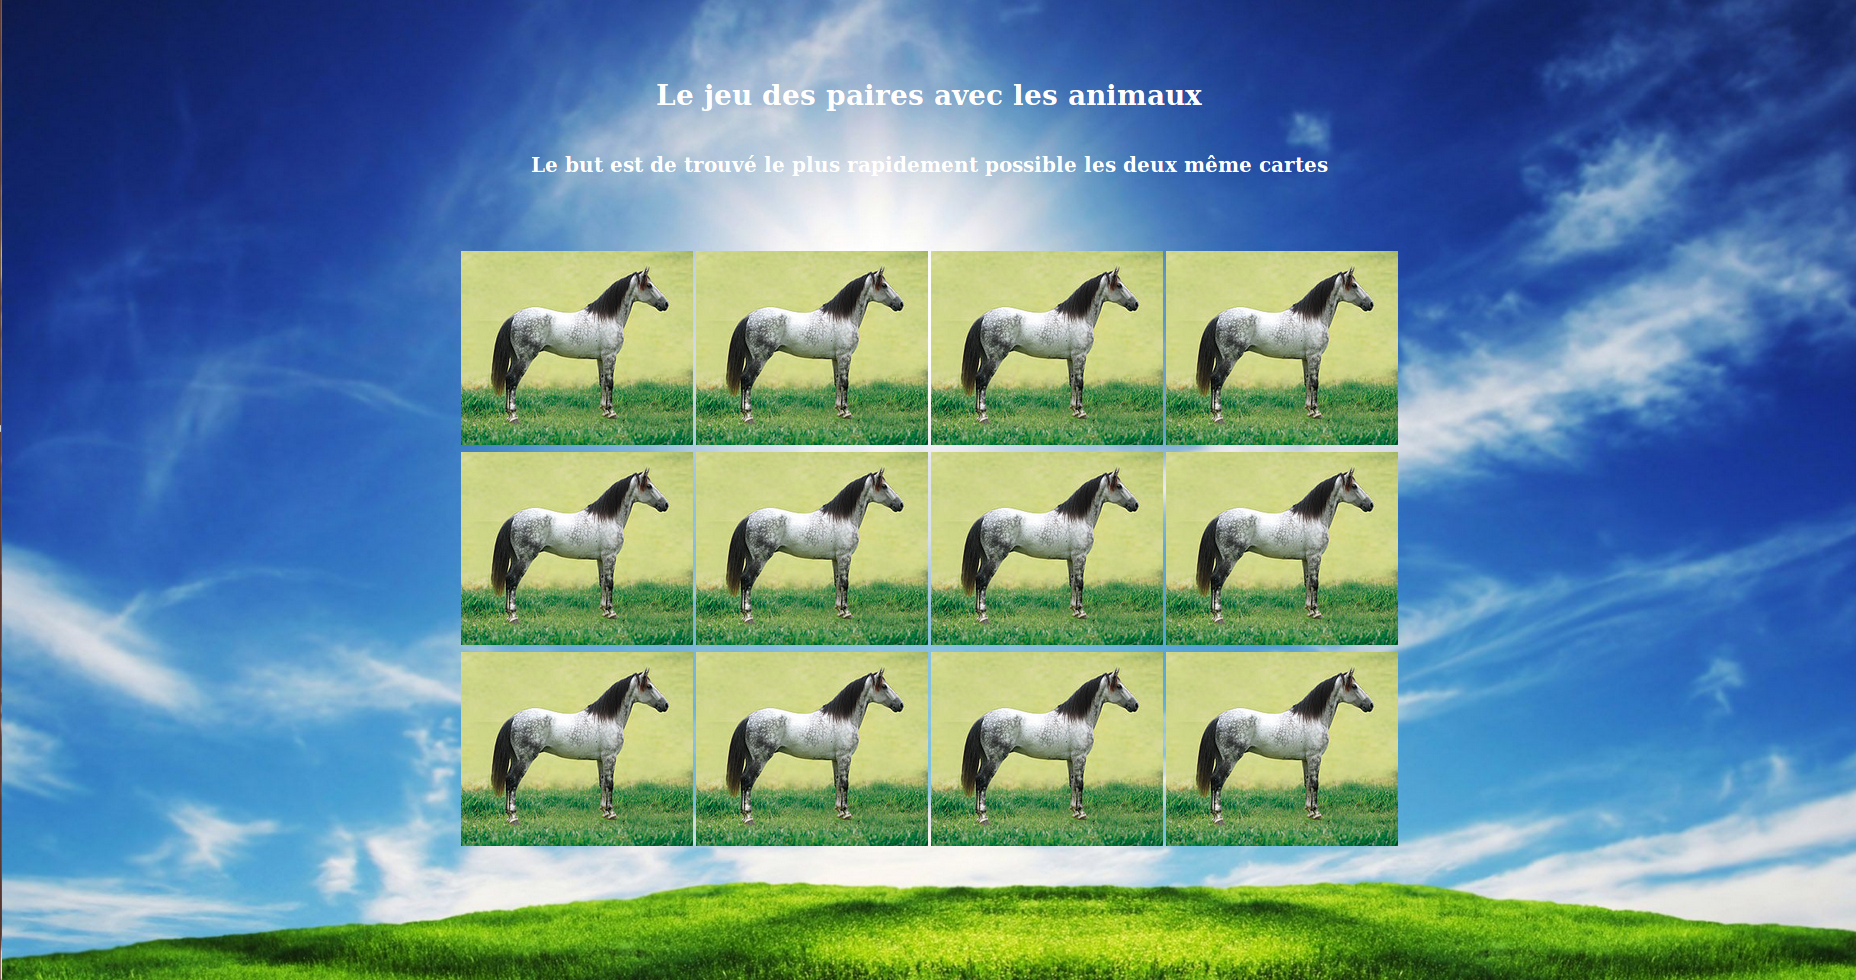 Le jeu des paires avec les animaux
Le but est de trouvé le plus rapidement possible les deux même cartes